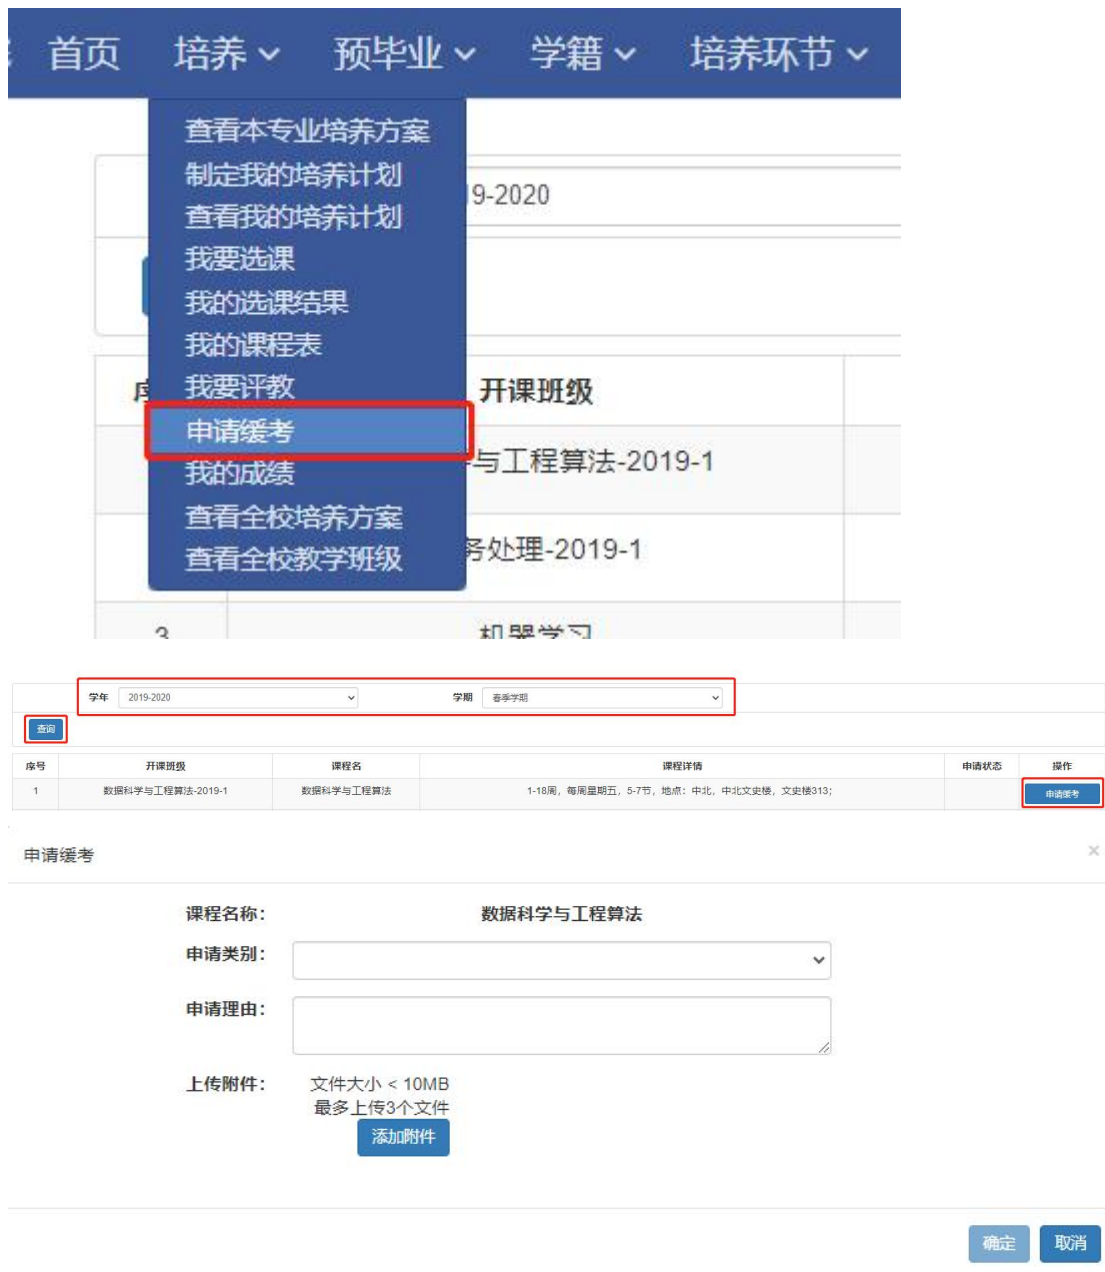 首页 培养 预毕业 学籍 培养环节
查看本专业培养方案
制定我的培养计划
9-2020
查看我的培养计划
我要选课
我的选课结果
我的课程表
我要评教
开课班级
申请缓考
与工程算法-2019-1
我的成绩
查看全校培养方案
务处理-2019-1
查看全校教学班级
3 机器学习
学年 2019-2020 学期 春季学期
查询
序号 开课班级 课程名 课程详情 申请状态 操作
1 数据科学与工程算法-2019-1 数据科学与工程算法 1-18周，每周星期五，5-7节，地点：中北，中北文史楼，文史楼313； 申请缓考
申请缓考 ×
课程名称： 数据科学与工程算法
申请类别：
申请理由：
上传附件： 文件大小 < 10MB
最多上传3个文件
添加附件
确定 取消